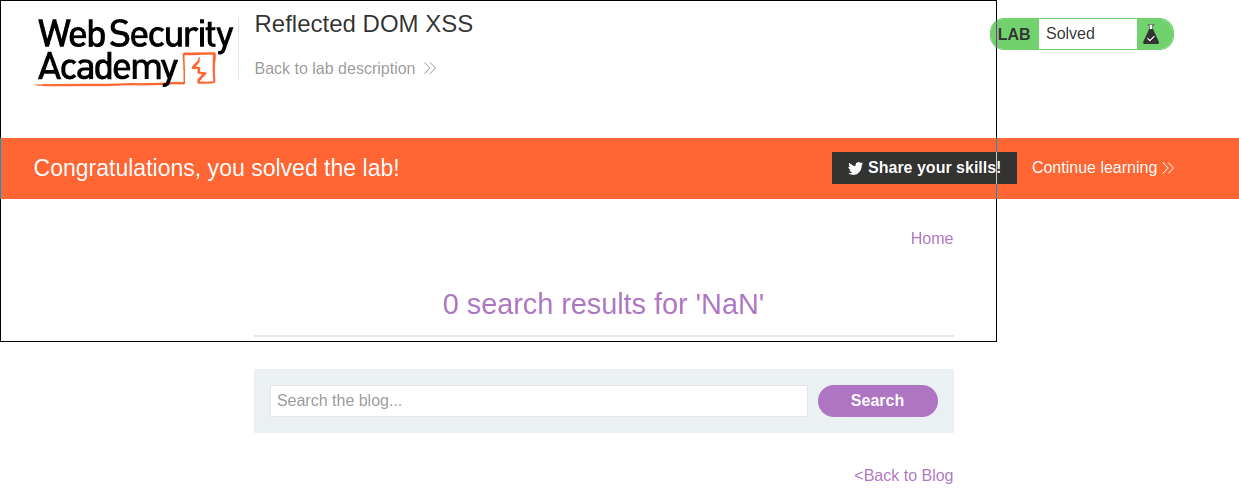 Web Security
Academy
Reflected DOM XSS
Back to lab description
LAB Solved
Congratulations, you solved the lab!
Share your skills!
Continue learning
Home
0 search results for 'NaN'
Search the blog...
Search
<Back to Blog